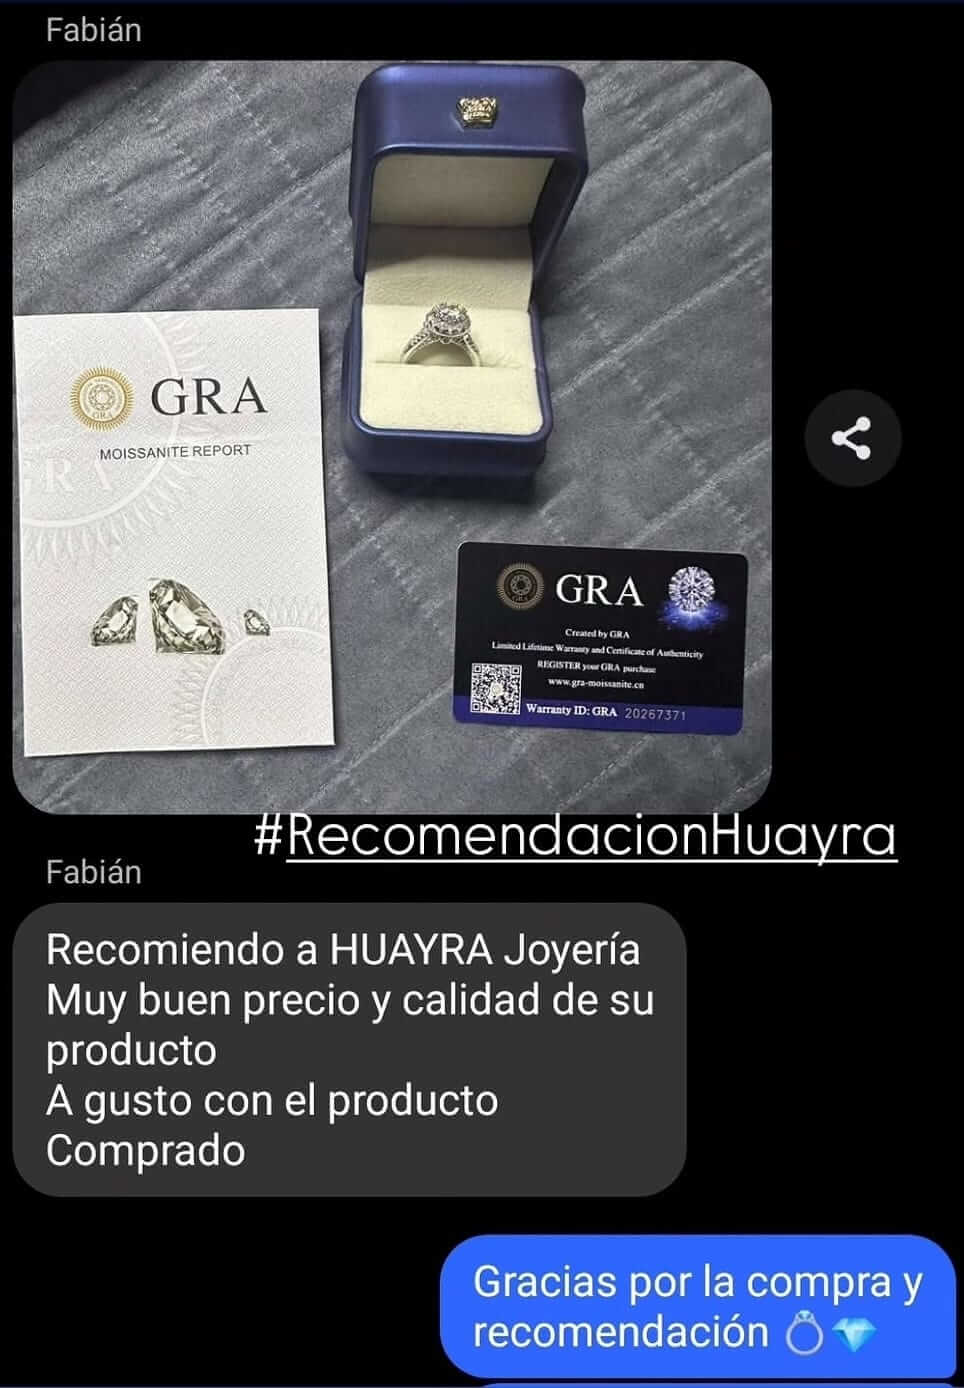 Fabián
GRA
MOISSANITE REPORT
GRA
Created by GRA
Limited Lifetime Warranty and Certificate of Authenticity
REGISTER your GRA purchase
www.gra-moissanite.cn
Warranty ID: GRA 20267371
#RecomendacionHuayra
Fabián
Recomiendo a HUAYRA Joyería
Muy buen precio y calidad de su
producto
A gusto con el producto
Comprado
Gracias por la compra y
recomendación 💍💎